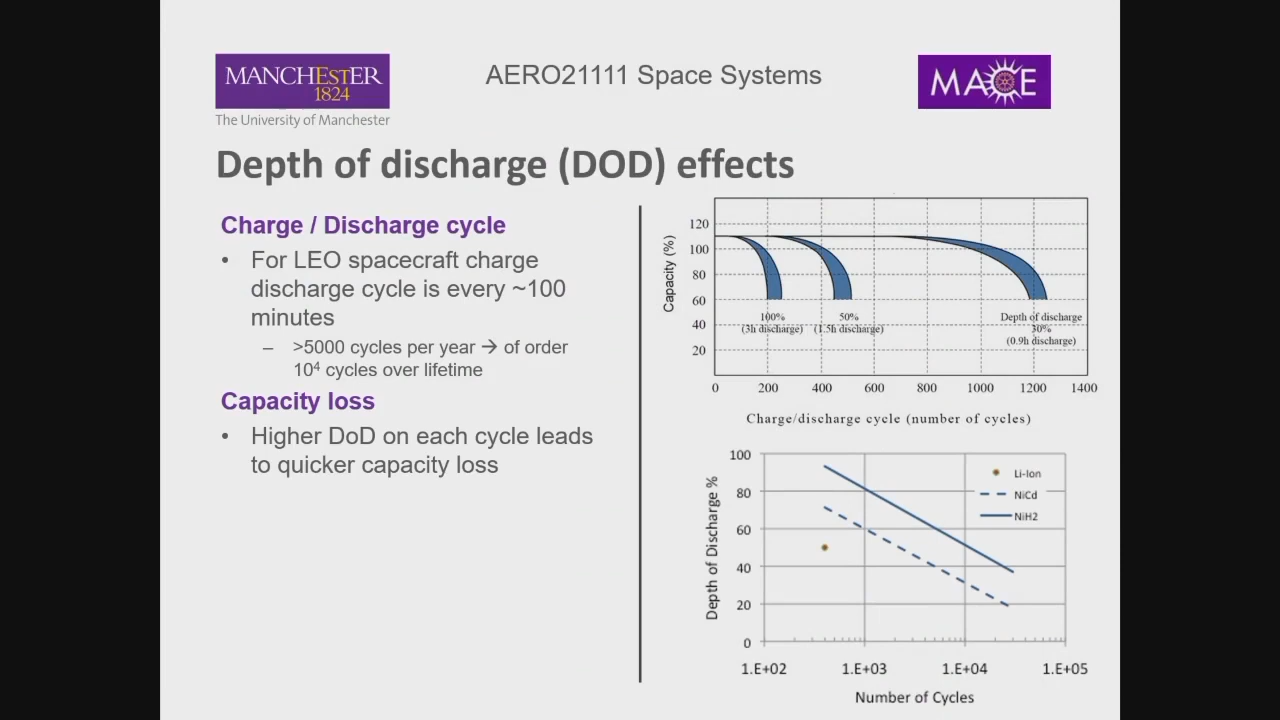 MANCHEsTER
1824
The University of Manchester
AERO21111 Space Systems
MACE
Depth of discharge (DOD) effects
Charge / Discharge cycle
• For LEO spacecraft charge
discharge cycle is every ~100
minutes
– >5000 cycles per year → of order
10⁴ cycles over lifetime
Capacity loss
• Higher DoD on each cycle leads
to quicker capacity loss
Capacity (%)
120
100
80
60
40
20
100%
(3h discharge)
50%
(1.5h discharge)
Depth of discharge
30%
(0.9h discharge)
0 200 400 600 800 1000 1200 1400
Charge/discharge cycle (number of cycles)
Depth of Discharge %
100
80
60
40
20
0
Li-Ion
NiCd
NiH2
1.E+02 1.E+03 1.E+04 1.E+05
Number of Cycles